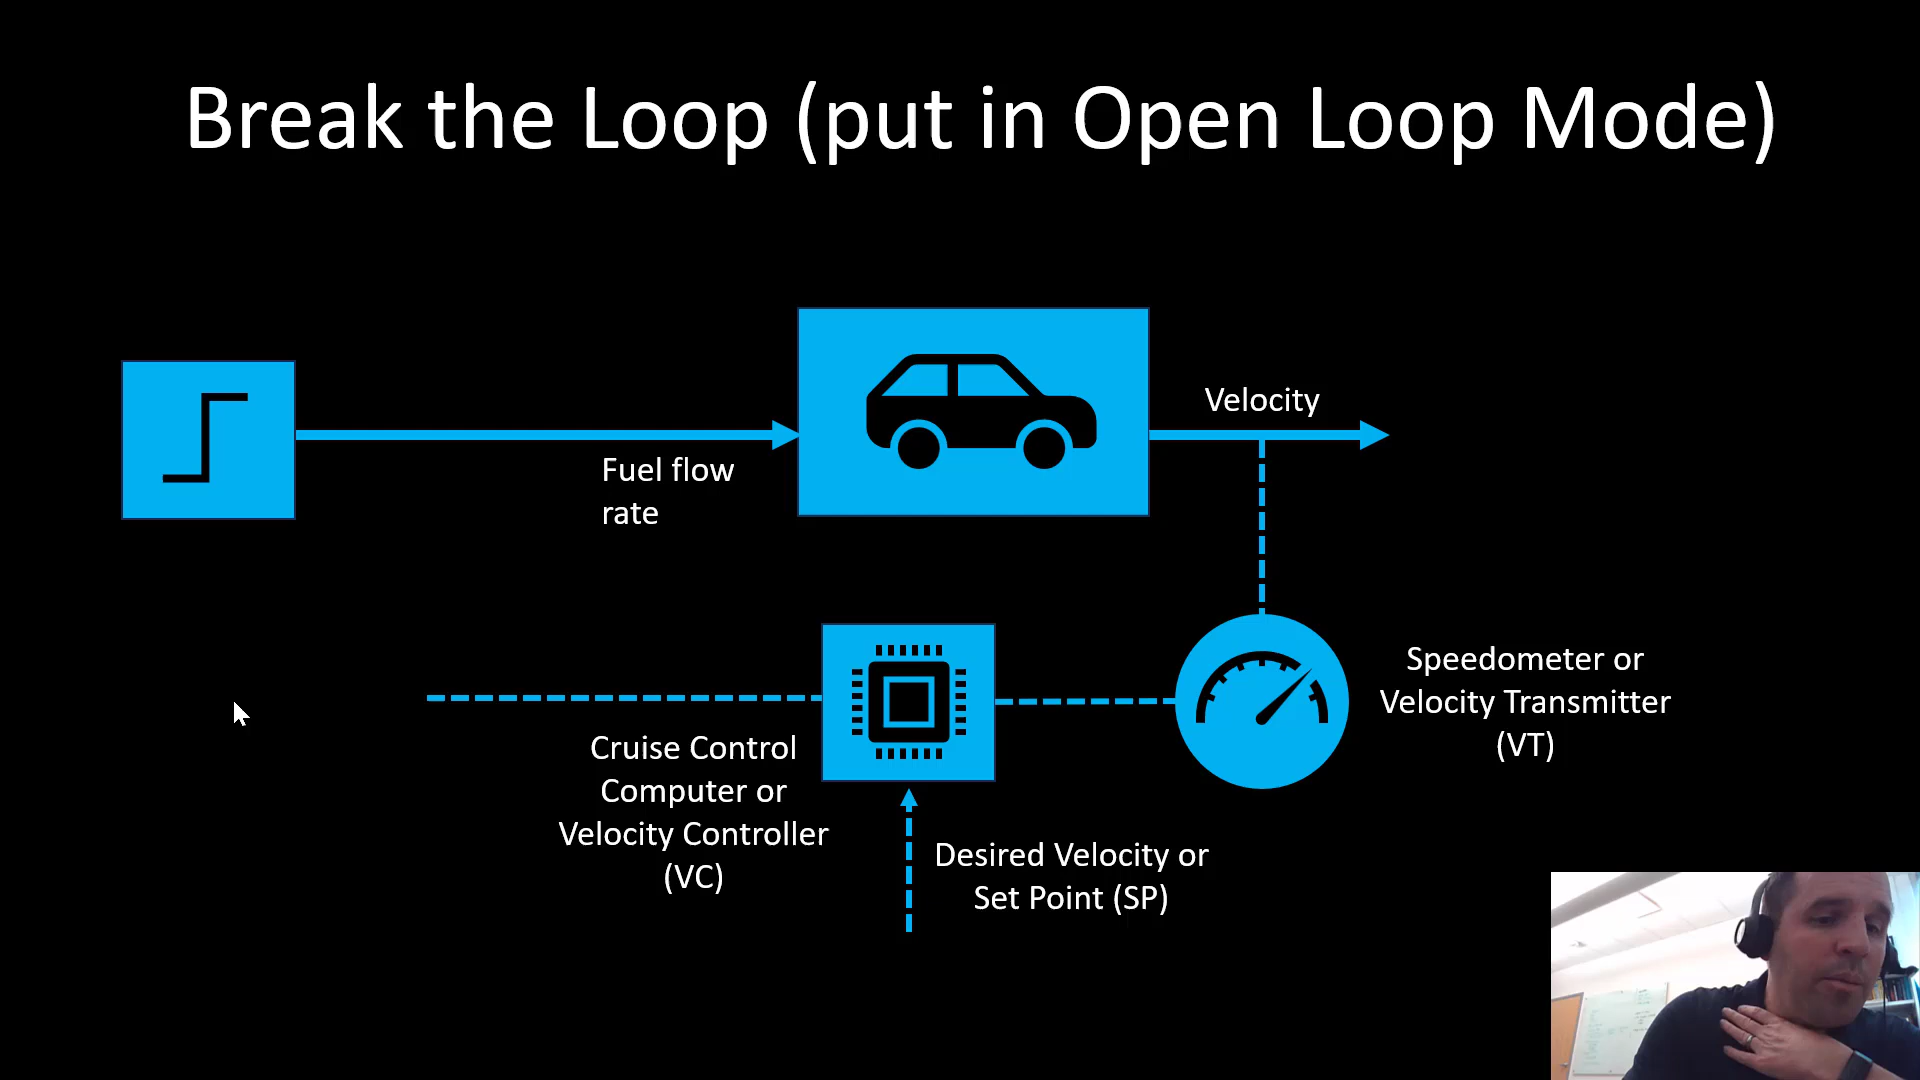 Break the Loop (put in Open Loop Mode)
Velocity
Fuel flow
rate
Speedometer or
Velocity Transmitter
(VT)
Cruise Control
Computer or
Velocity Controller
(VC)
Desired Velocity or
Set Point (SP)